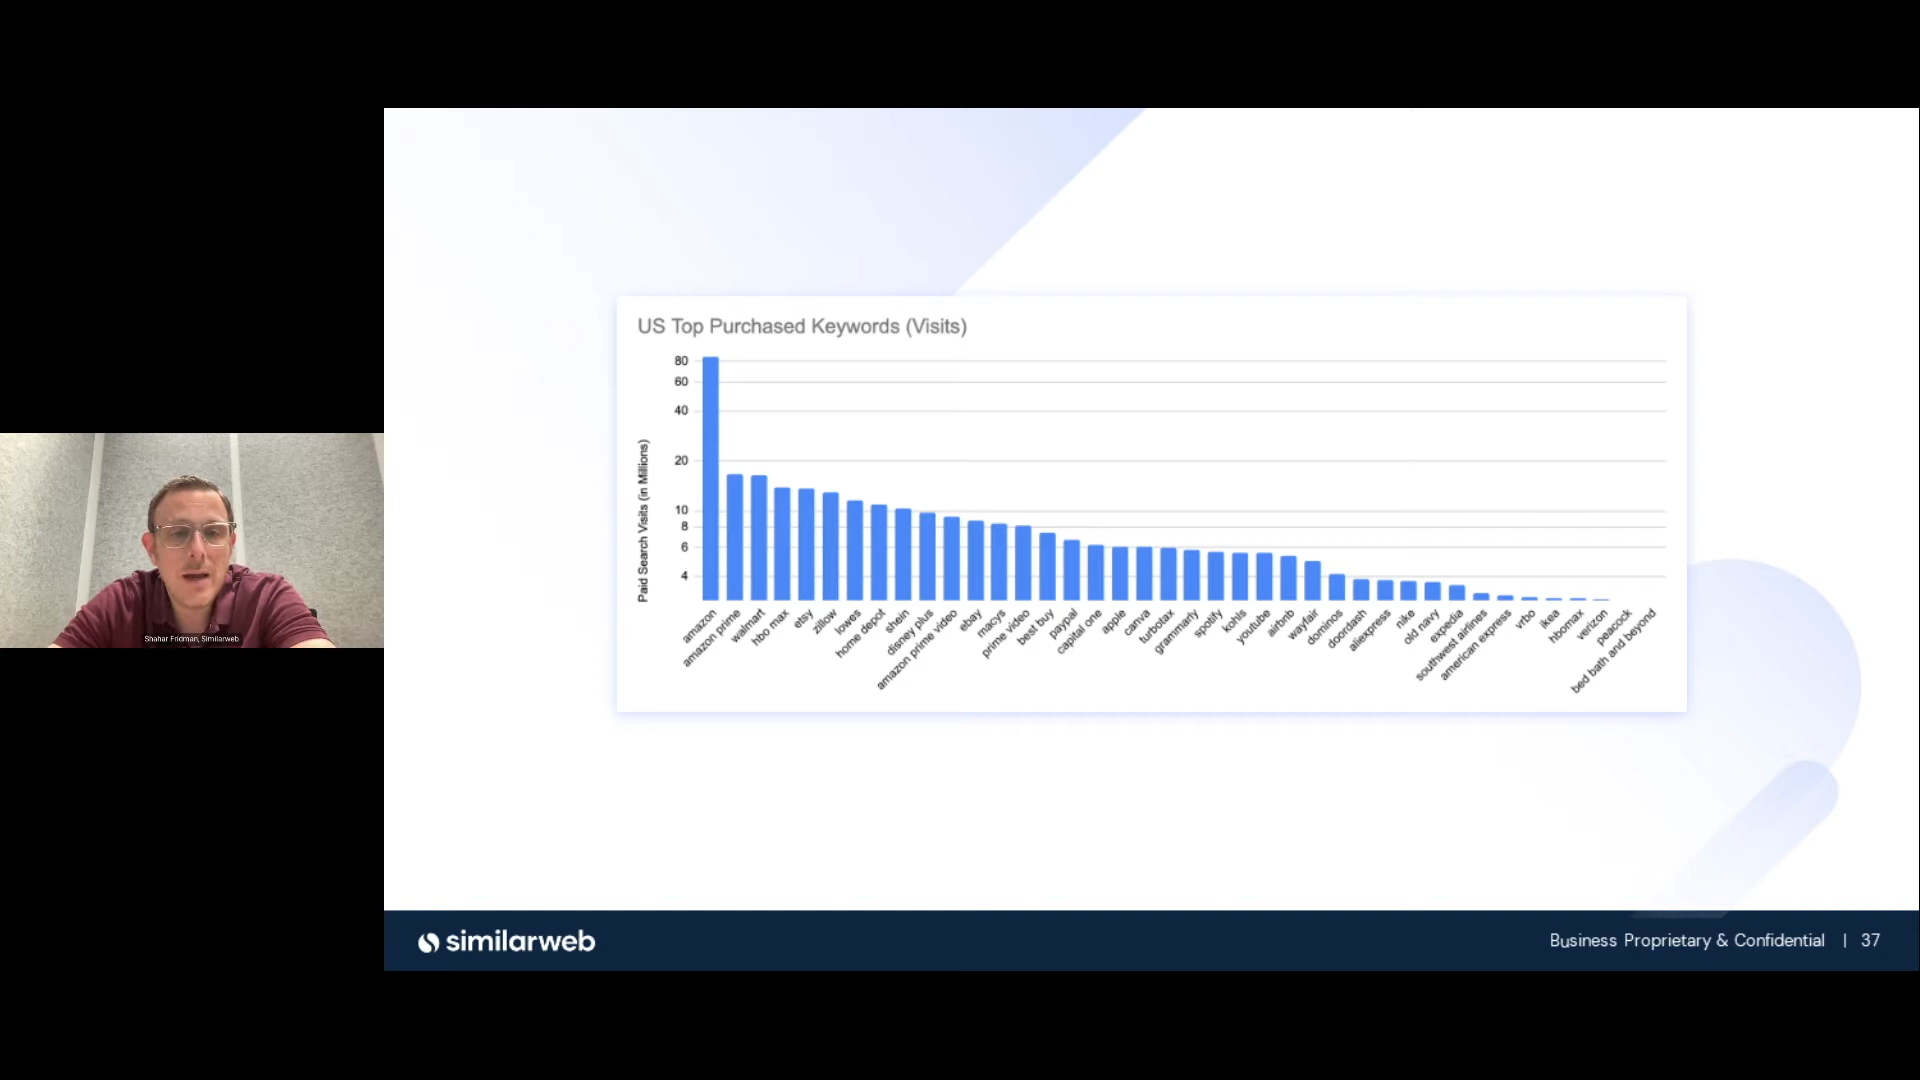 US Top Purchased Keywords (Visits)
Paid Search Visits (in Millions)
80
60
40
20
10
8
6
4
amazon
amazon prime
walmart
hbo max
etsy
zillow
lowes
home depot
shein
disney plus
amazon prime video
ebay
macys
prime video
best buy
paypal
capital one
apple
canva
turbotax
grammarly
spotify
kohls
youtube
airbnb
wayfair
dominos
doordash
aliexpress
nike
old navy
expedia
southwest airlines
american express
vrbo
ikea
hbomax
verizon
peacock
bed bath and beyond
Shahar Fridman, Similarweb
similarweb
Business Proprietary & Confidential | 37